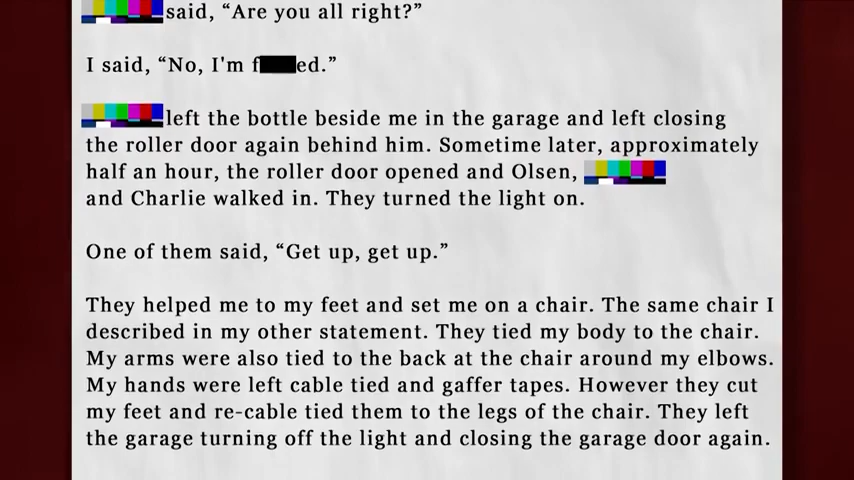 said, “Are you all right?”
I said, “No, I'm f ed.”
left the bottle beside me in the garage and left closing
the roller door again behind him. Sometime later, approximately
half an hour, the roller door opened and Olsen,
and Charlie walked in. They turned the light on.
One of them said, “Get up, get up.”
They helped me to my feet and set me on a chair. The same chair I
described in my other statement. They tied my body to the chair.
My arms were also tied to the back at the chair around my elbows.
My hands were left cable tied and gaffer tapes. However they cut
my feet and re-cable tied them to the legs of the chair. They left
the garage turning off the light and closing the garage door again.